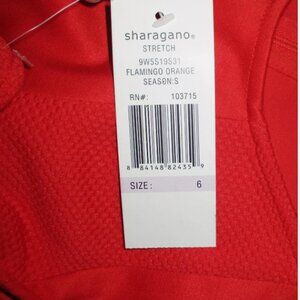 sharagano®
STRETCH
9W5S19S31
FLAMINGO ORANGE
SEASON:S
RN#: 103715
8 84148 82435 9
SIZE: 6